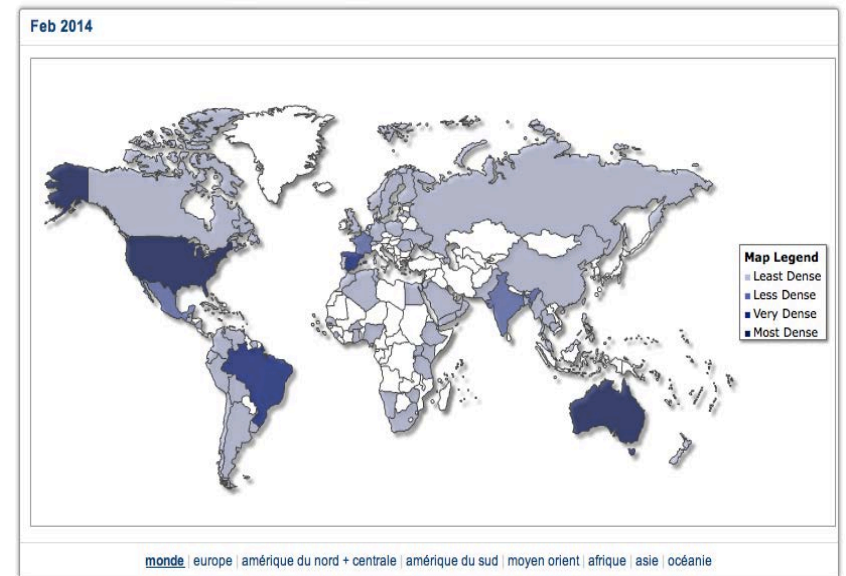 Feb 2014
Map Legend
Least Dense
Less Dense
Very Dense
Most Dense
monde | europe | amérique du nord + centrale | amérique du sud | moyen orient | afrique | asie | océanie